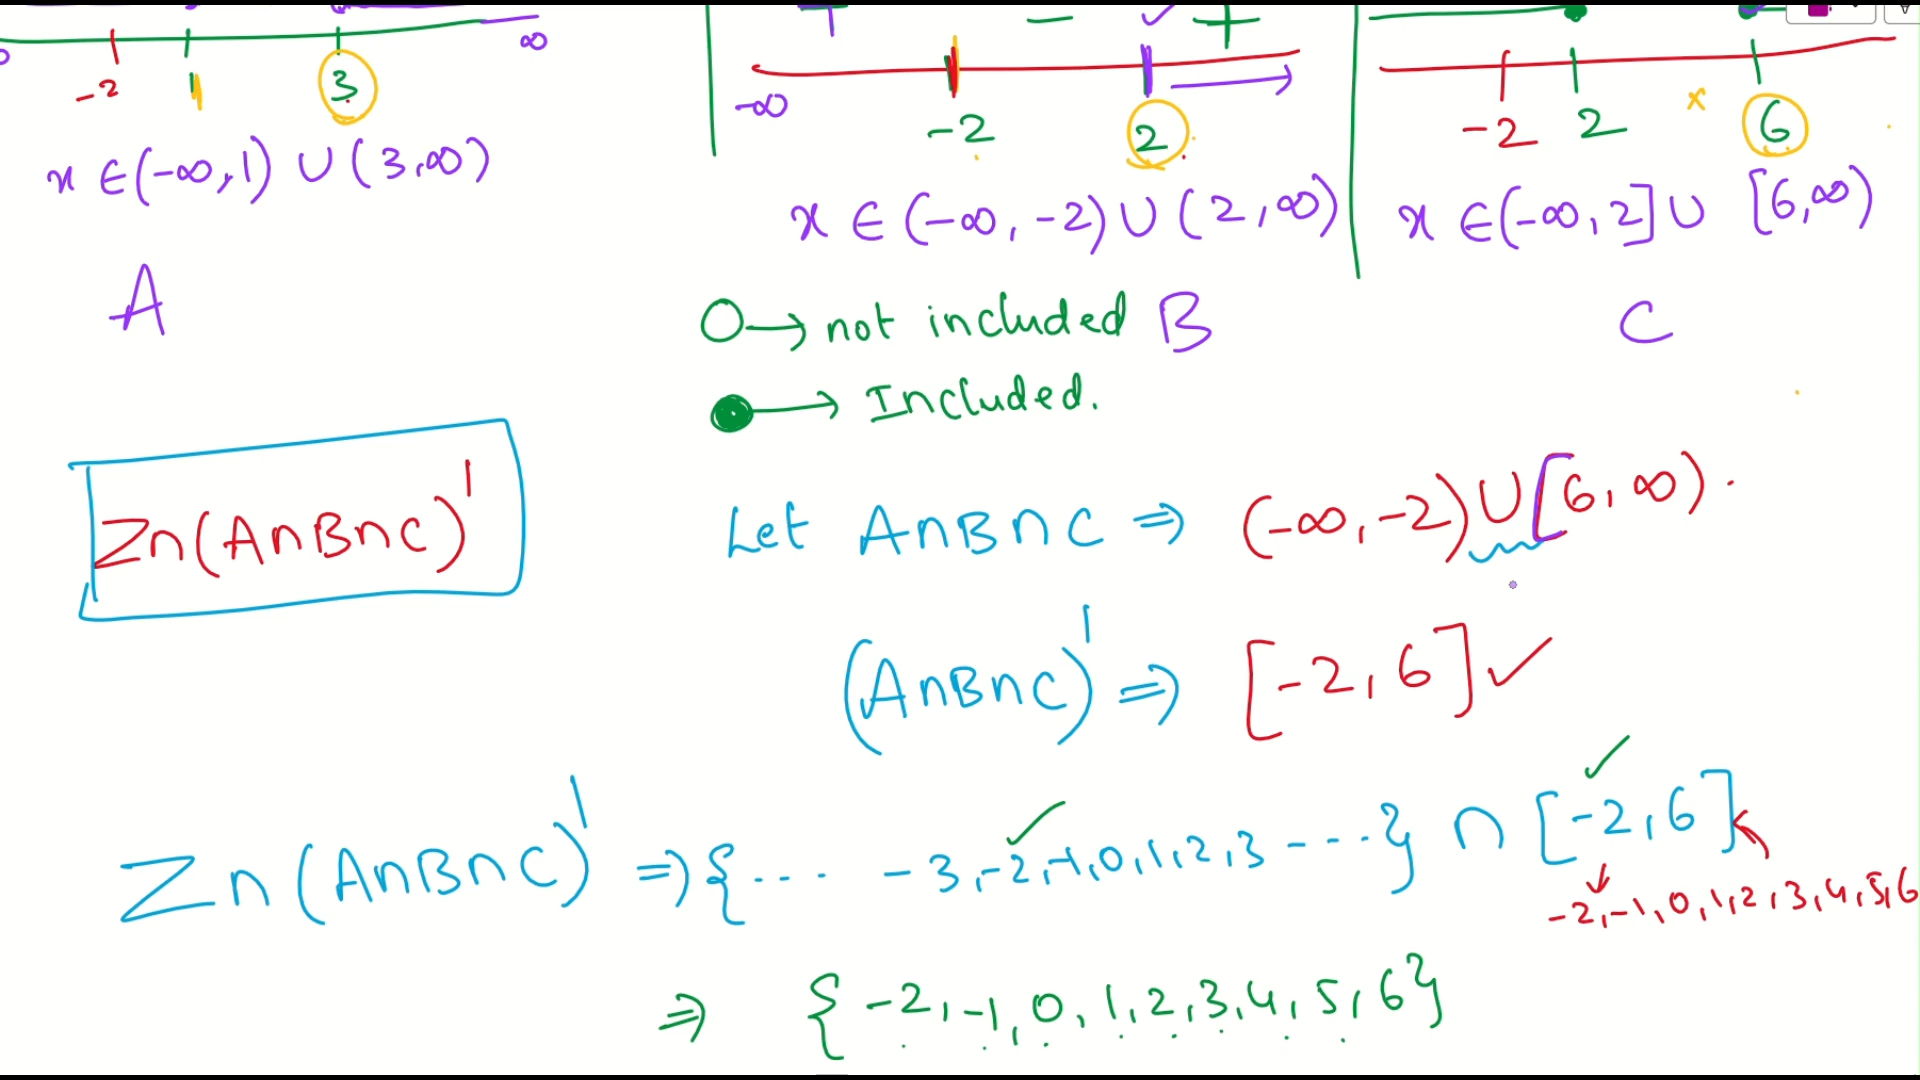 -2 1 3 ∞
-∞ -2 2
-2 2 x 6
x ∈ (-∞, 1) ∪ (3, ∞)
x ∈ (-∞, -2) ∪ (2, ∞)
x ∈ (-∞, 2] ∪ [6, ∞)
A
O → not included B
C
● → Included.
Z∩(A∩B∩C)'
Let A∩B∩C ⇒ (-∞, -2) ∪ [6, ∞).
(A∩B∩C)' ⇒ [-2, 6] ✓
Z∩(A∩B∩C)' ⇒ {.... -3, -2, -1, 0, 1, 2, 3 ----} ∩ [-2, 6]
-2, -1, 0, 1, 2, 3, 4, 5, 6
⇒ {-2, -1, 0, 1, 2, 3, 4, 5, 6}